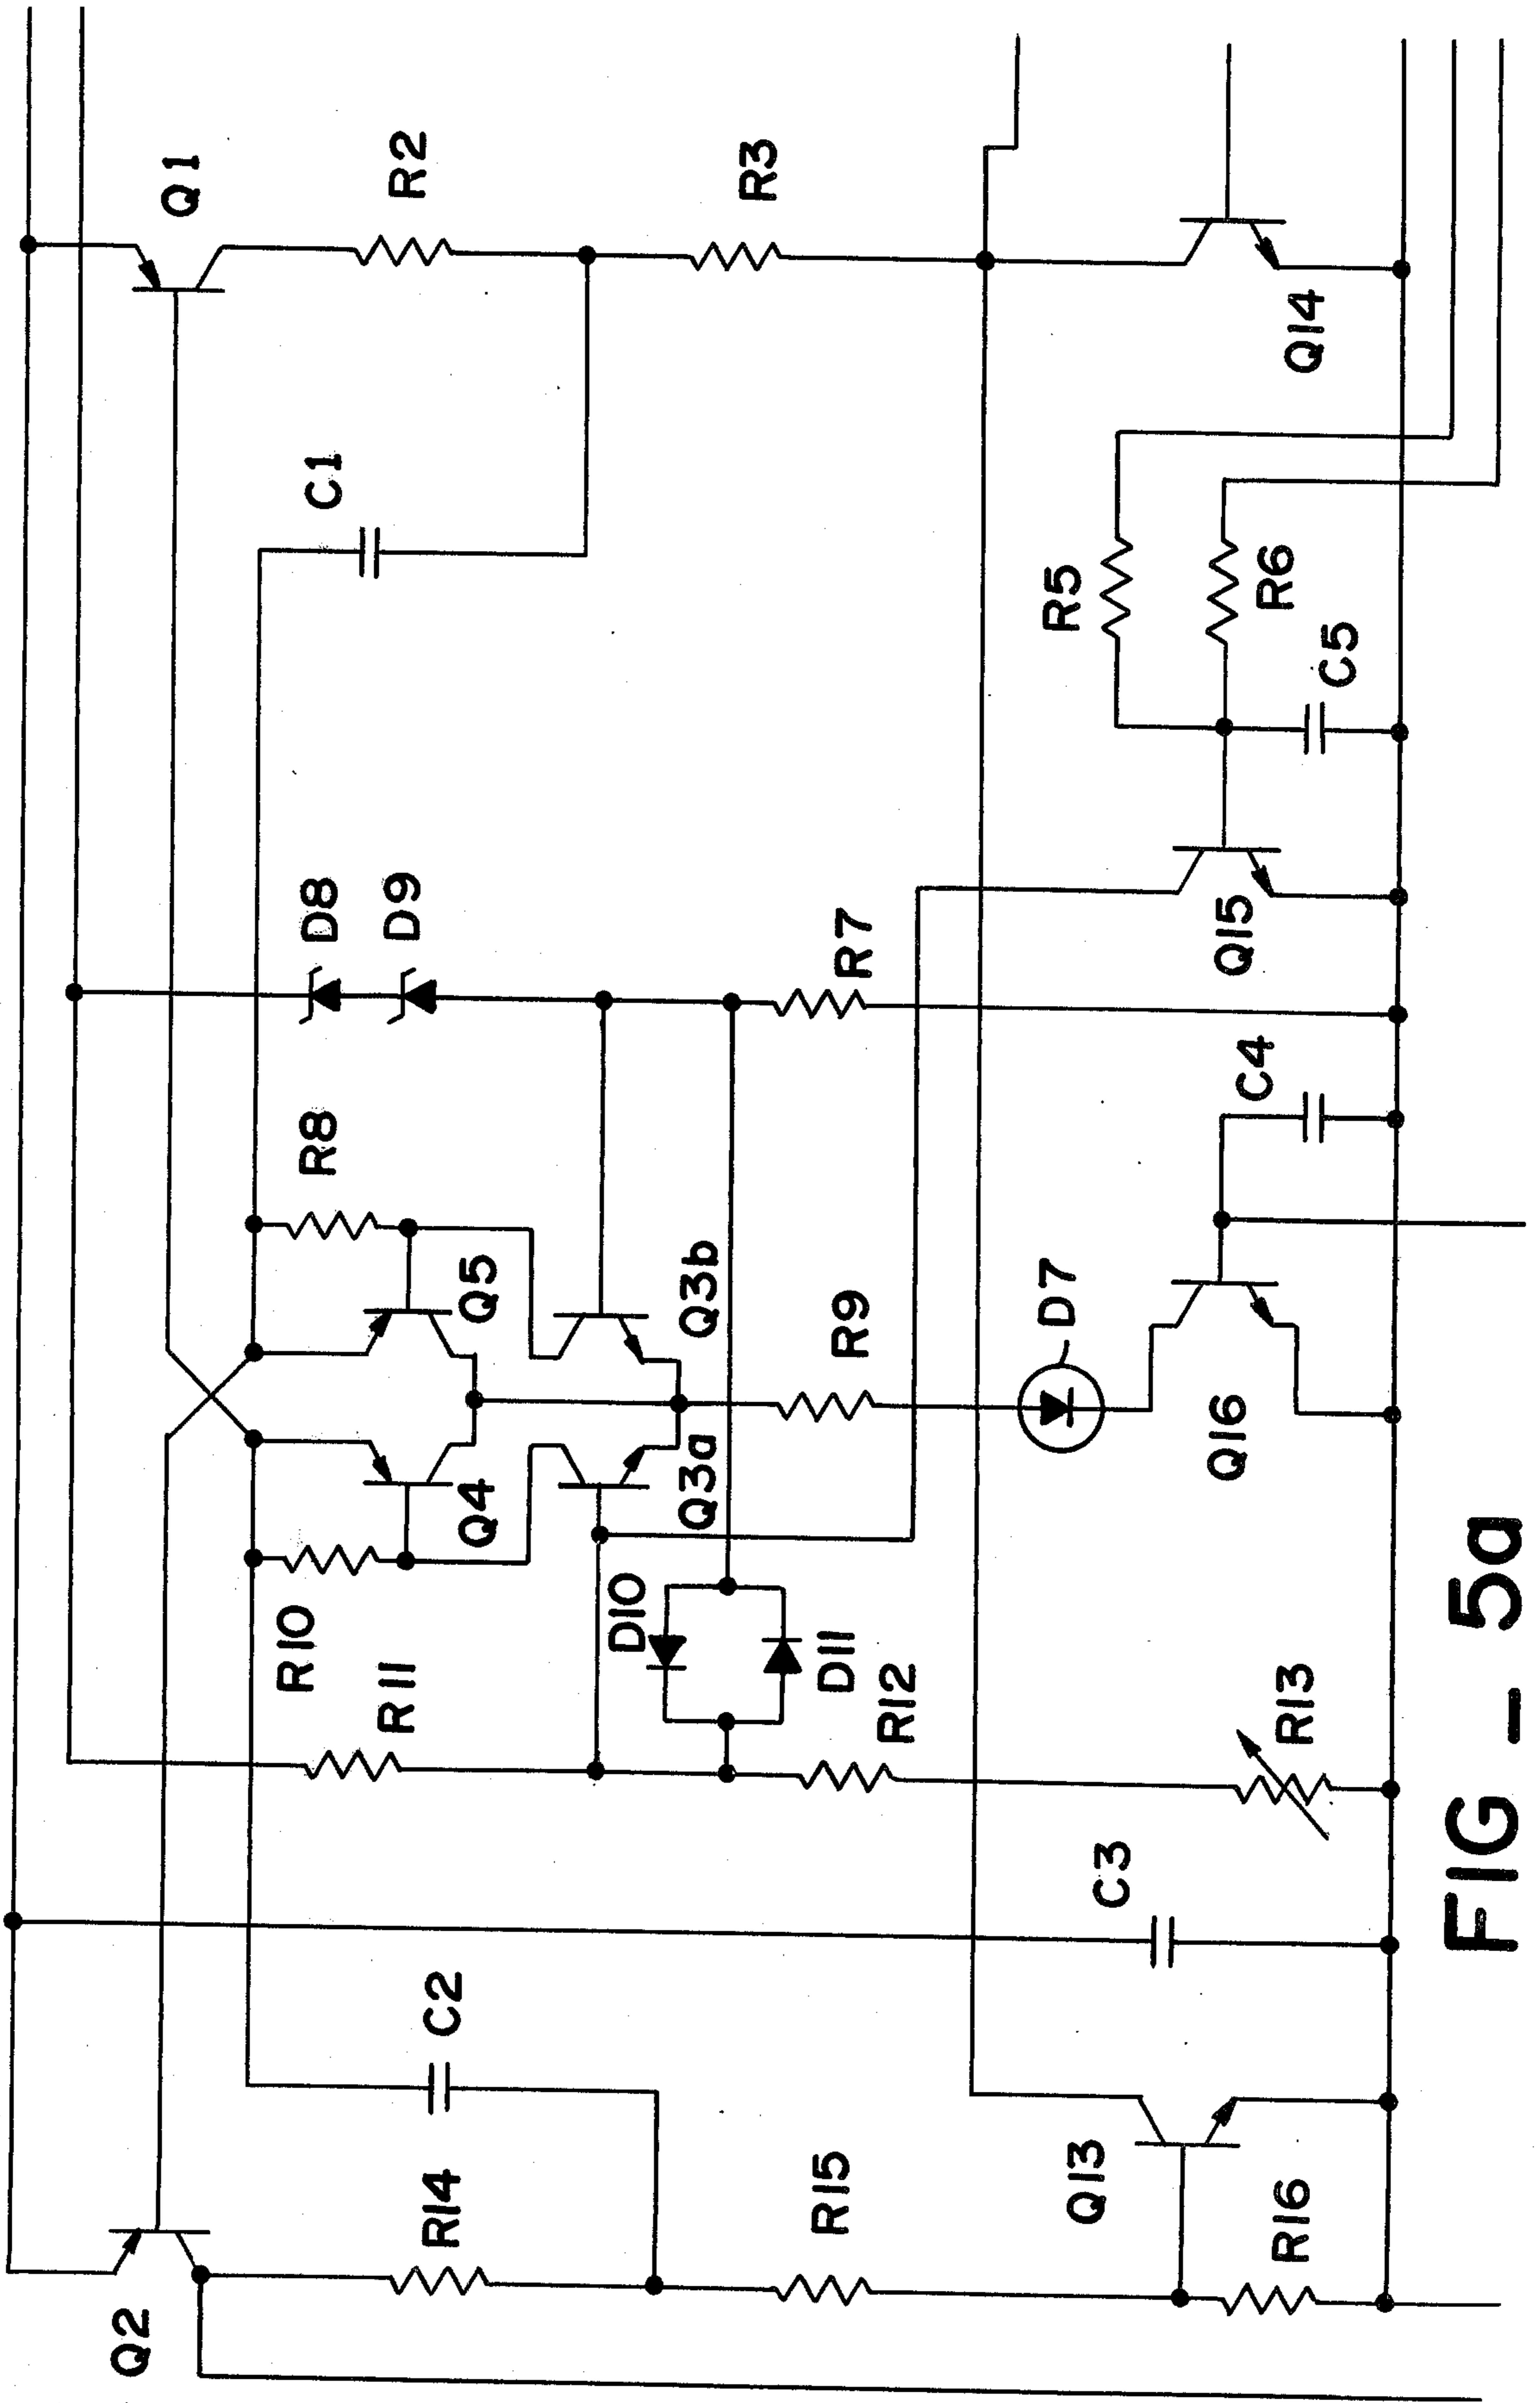 Q1
R2
R3
Q14
C1
R5
R6
C5
D8
D9
R7
Q15
C4
R8
Q5
Q3b
R9
D7
Q16
Q4
Q3a
R10
R11
D10
D11
R12
R13
C3
C2
R14
R15
Q13
R16
Q2
FIG - 5a